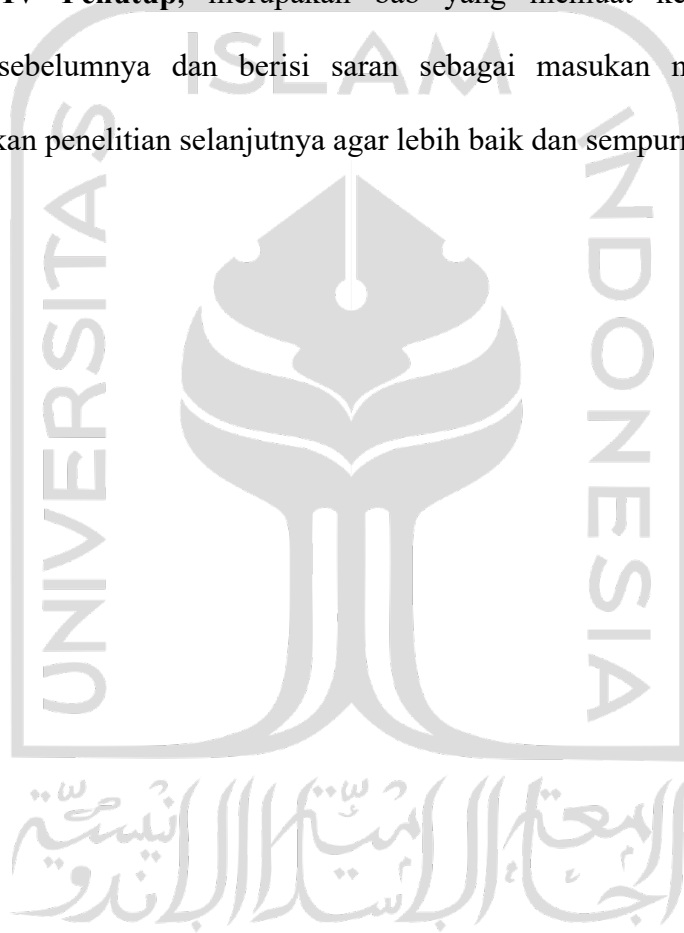 IV Penutup, merupakan bab yang memuat ke
sebelumnya dan berisi saran sebagai masukan m
kan penelitian selanjutnya agar lebih baik dan sempurn
UNIVERSITAS
ISLAM
INDONESIA